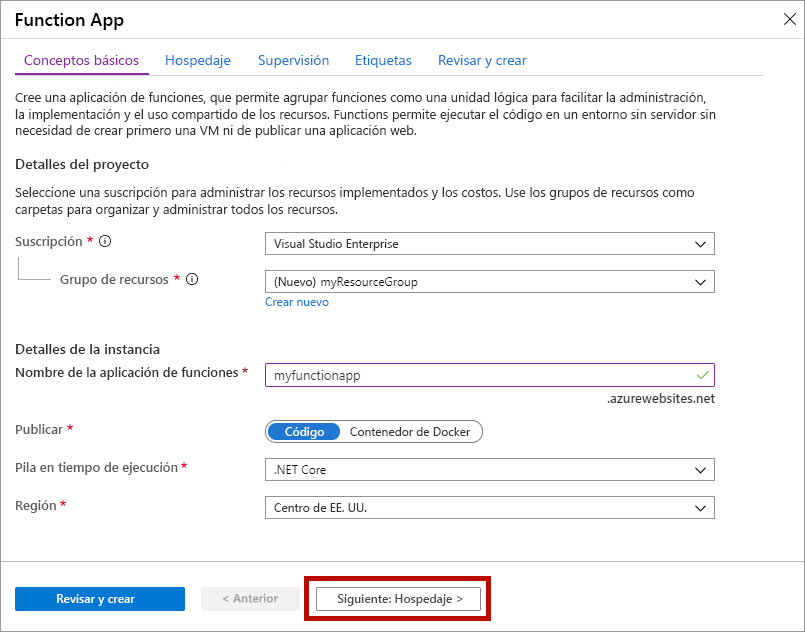 Function App
Conceptos básicos Hospedaje Supervisión Etiquetas Revisar y crear
Cree una aplicación de funciones, que permite agrupar funciones como una unidad lógica para facilitar la administración,
la implementación y el uso compartido de los recursos. Functions permite ejecutar el código en un entorno sin servidor sin
necesidad de crear primero una VM ni de publicar una aplicación web.
Detalles del proyecto
Seleccione una suscripción para administrar los recursos implementados y los costos. Use los grupos de recursos como
carpetas para organizar y administrar todos los recursos.
Suscripción * Visual Studio Enterprise
Grupo de recursos * (Nuevo) myResourceGroup
Crear nuevo
Detalles de la instancia
Nombre de la aplicación de funciones * myfunctionapp
.azurewebsites.net
Publicar * Código Contenedor de Docker
Pila en tiempo de ejecución * .NET Core
Región * Centro de EE. UU.
Revisar y crear < Anterior Siguiente: Hospedaje >